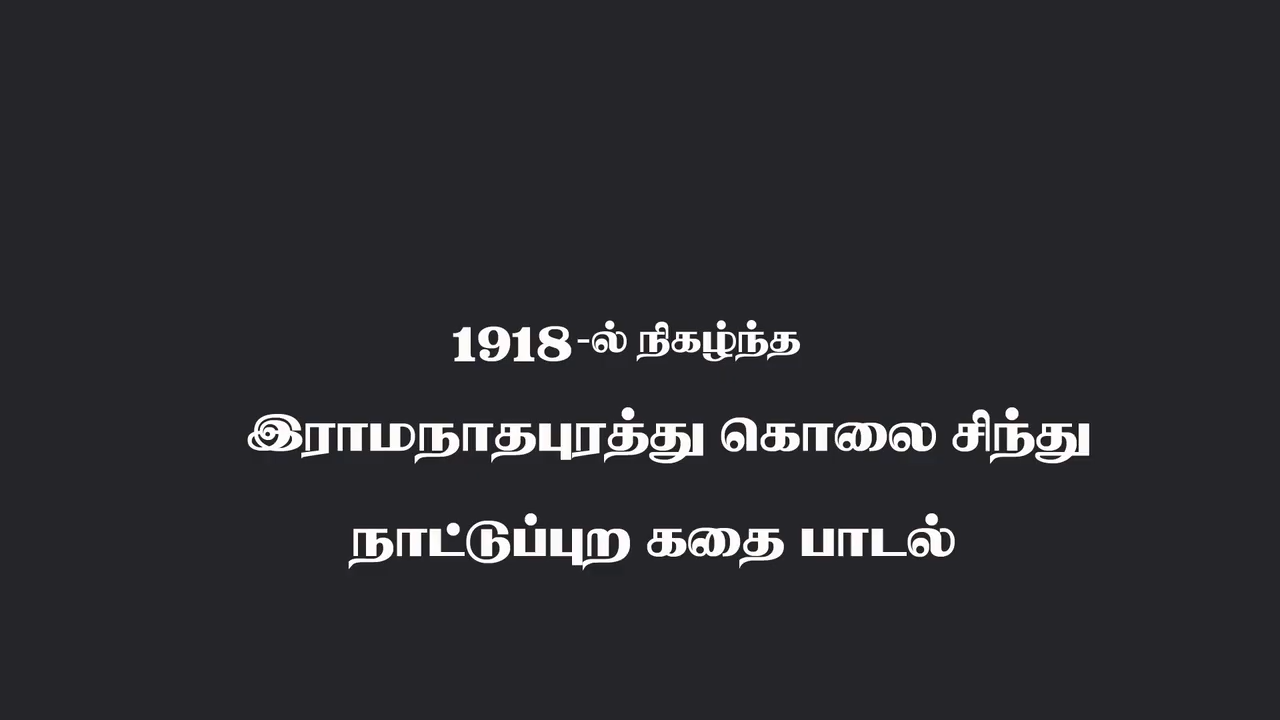 1918-ல் நிகழ்ந்த
இராமநாதபுரத்து கொலை சிந்து
நாட்டுப்புற கதை பாடல்